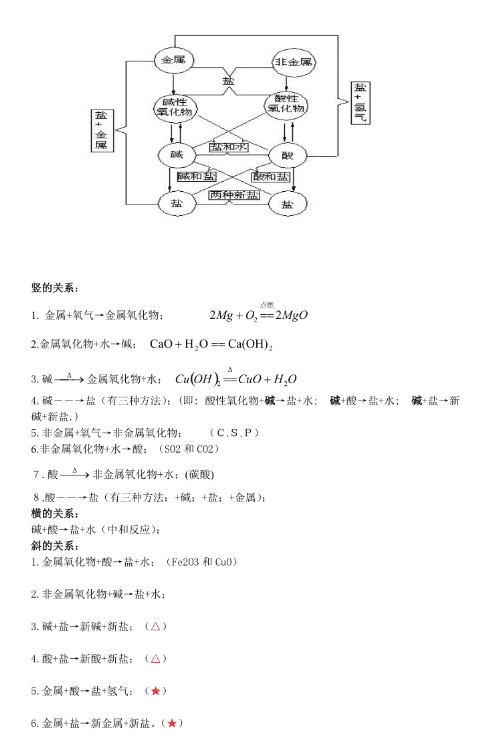 金属
非金属
盐
碱性
氧化物
酸性
氧化物
盐+金属
盐+氢气
碱
盐和水
酸
碱和盐
酸和盐
两种新盐
盐
盐
竖的关系:
1. 金属+氧气→金属氧化物; 2Mg + O₂ ==点燃== 2MgO
2.金属氧化物+水→碱; CaO + H₂O == Ca(OH)₂
3. 碱 —Δ→ 金属氧化物+水; Cu(OH)₂ ==Δ== CuO + H₂O
4. 碱——→盐(有三种方法);(即: 酸性氧化物+碱→盐+水; 碱+酸→盐+水; 碱+盐→新
碱+新盐.)
5. 非金属+氧气→非金属氧化物; (C.S.P)
6.非金属氧化物+水→酸; (SO2 和 CO2)
7. 酸 —Δ→ 非金属氧化物+水; (碳酸)
8.酸——→盐(有三种方法: +碱; +盐; +金属);
横的关系:
碱+酸→盐+水(中和反应);
斜的关系:
1. 金属氧化物+酸→盐+水; (Fe2O3 和 CuO)
2. 非金属氧化物+碱→盐+水;
3. 碱+盐→新碱+新盐; (△)
4. 酸+盐→新酸+新盐; (△)
5. 金属+酸→盐+氢气; (★)
6. 金属+盐→新金属+新盐。(★)